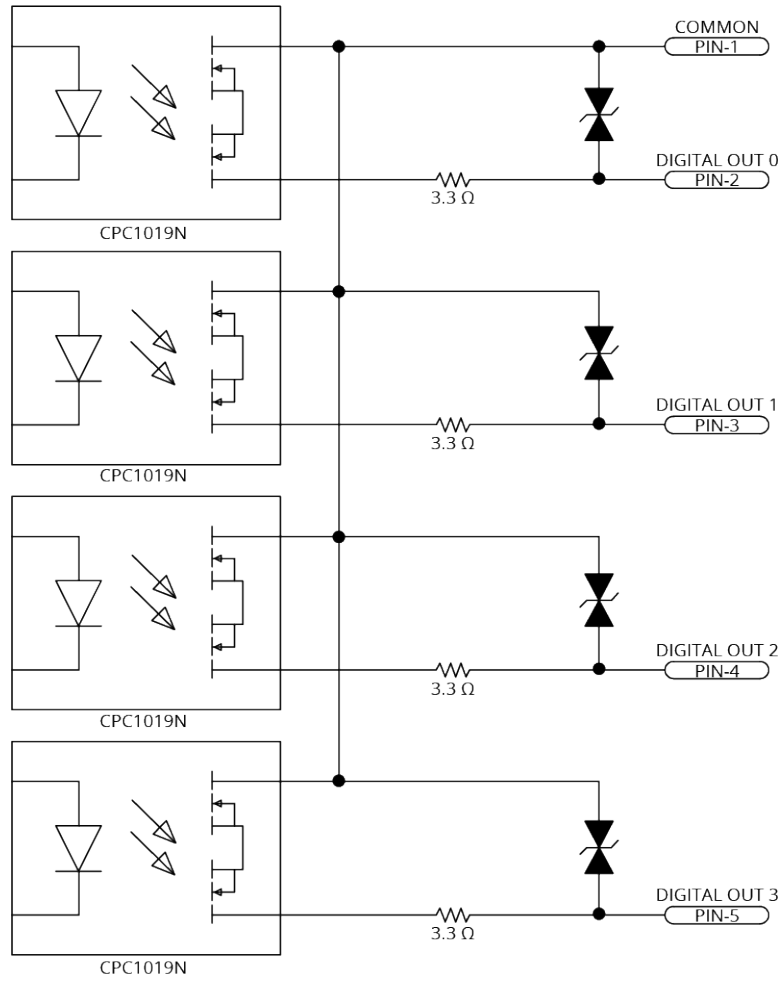 COMMON
PIN-1
DIGITAL OUT 0
PIN-2
3.3 Ω
CPC1019N
DIGITAL OUT 1
PIN-3
3.3 Ω
CPC1019N
DIGITAL OUT 2
PIN-4
3.3 Ω
CPC1019N
DIGITAL OUT 3
PIN-5
3.3 Ω
CPC1019N